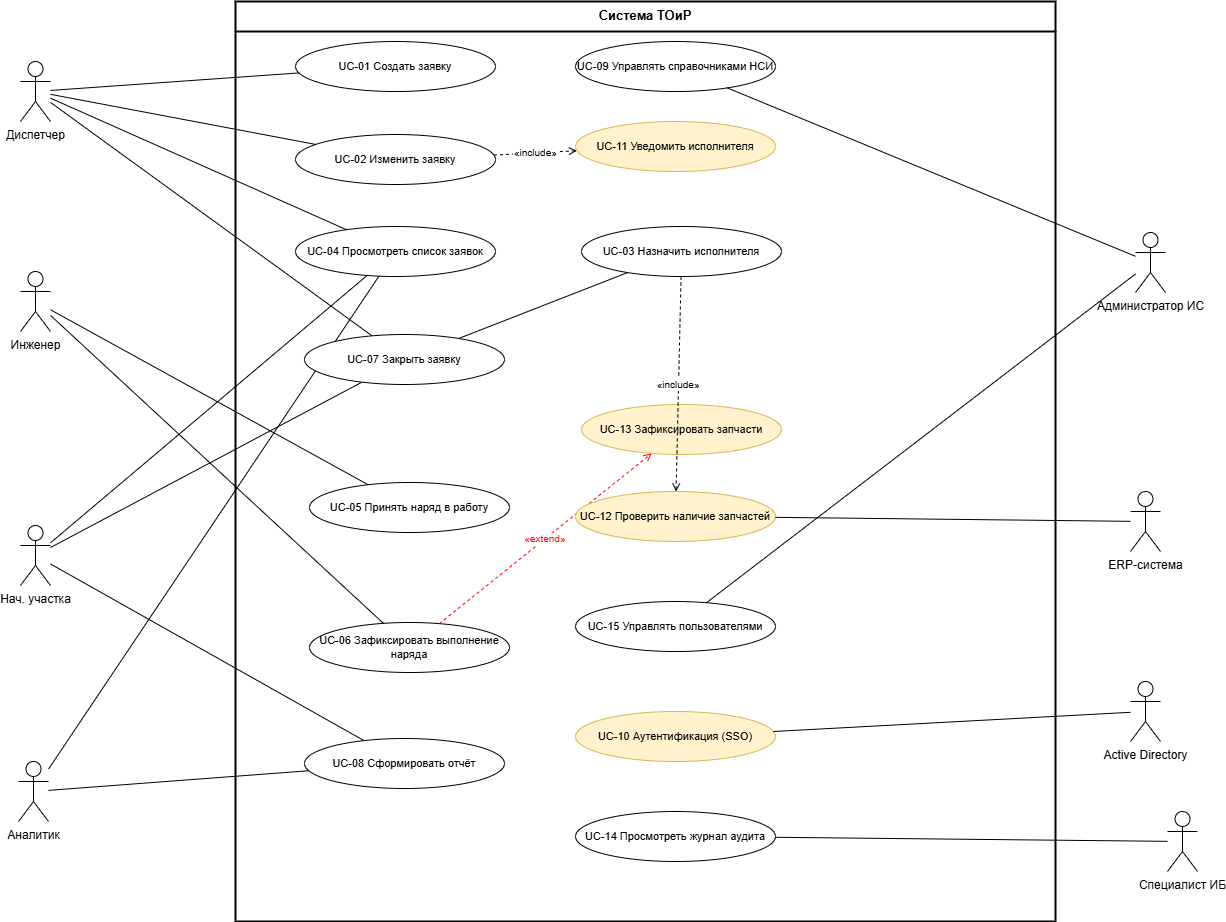 Система ТОиР
UC-01 Создать заявку
UC-09 Управлять справочниками НСИ
Диспетчер
UC-02 Изменить заявку
«include»
UC-11 Уведомить исполнителя
UC-04 Просмотреть список заявок
UC-03 Назначить исполнителя
Администратор ИС
Инженер
UC-07 Закрыть заявку
«include»
UC-13 Зафиксировать запчасти
UC-05 Принять наряд в работу
UC-12 Проверить наличие запчастей
«extend»
ERP-система
Нач. участка
UC-06 Зафиксировать выполнение
наряда
UC-15 Управлять пользователями
UC-10 Аутентификация (SSO)
Active Directory
UC-08 Сформировать отчёт
Аналитик
UC-14 Просмотреть журнал аудита
Специалист ИБ